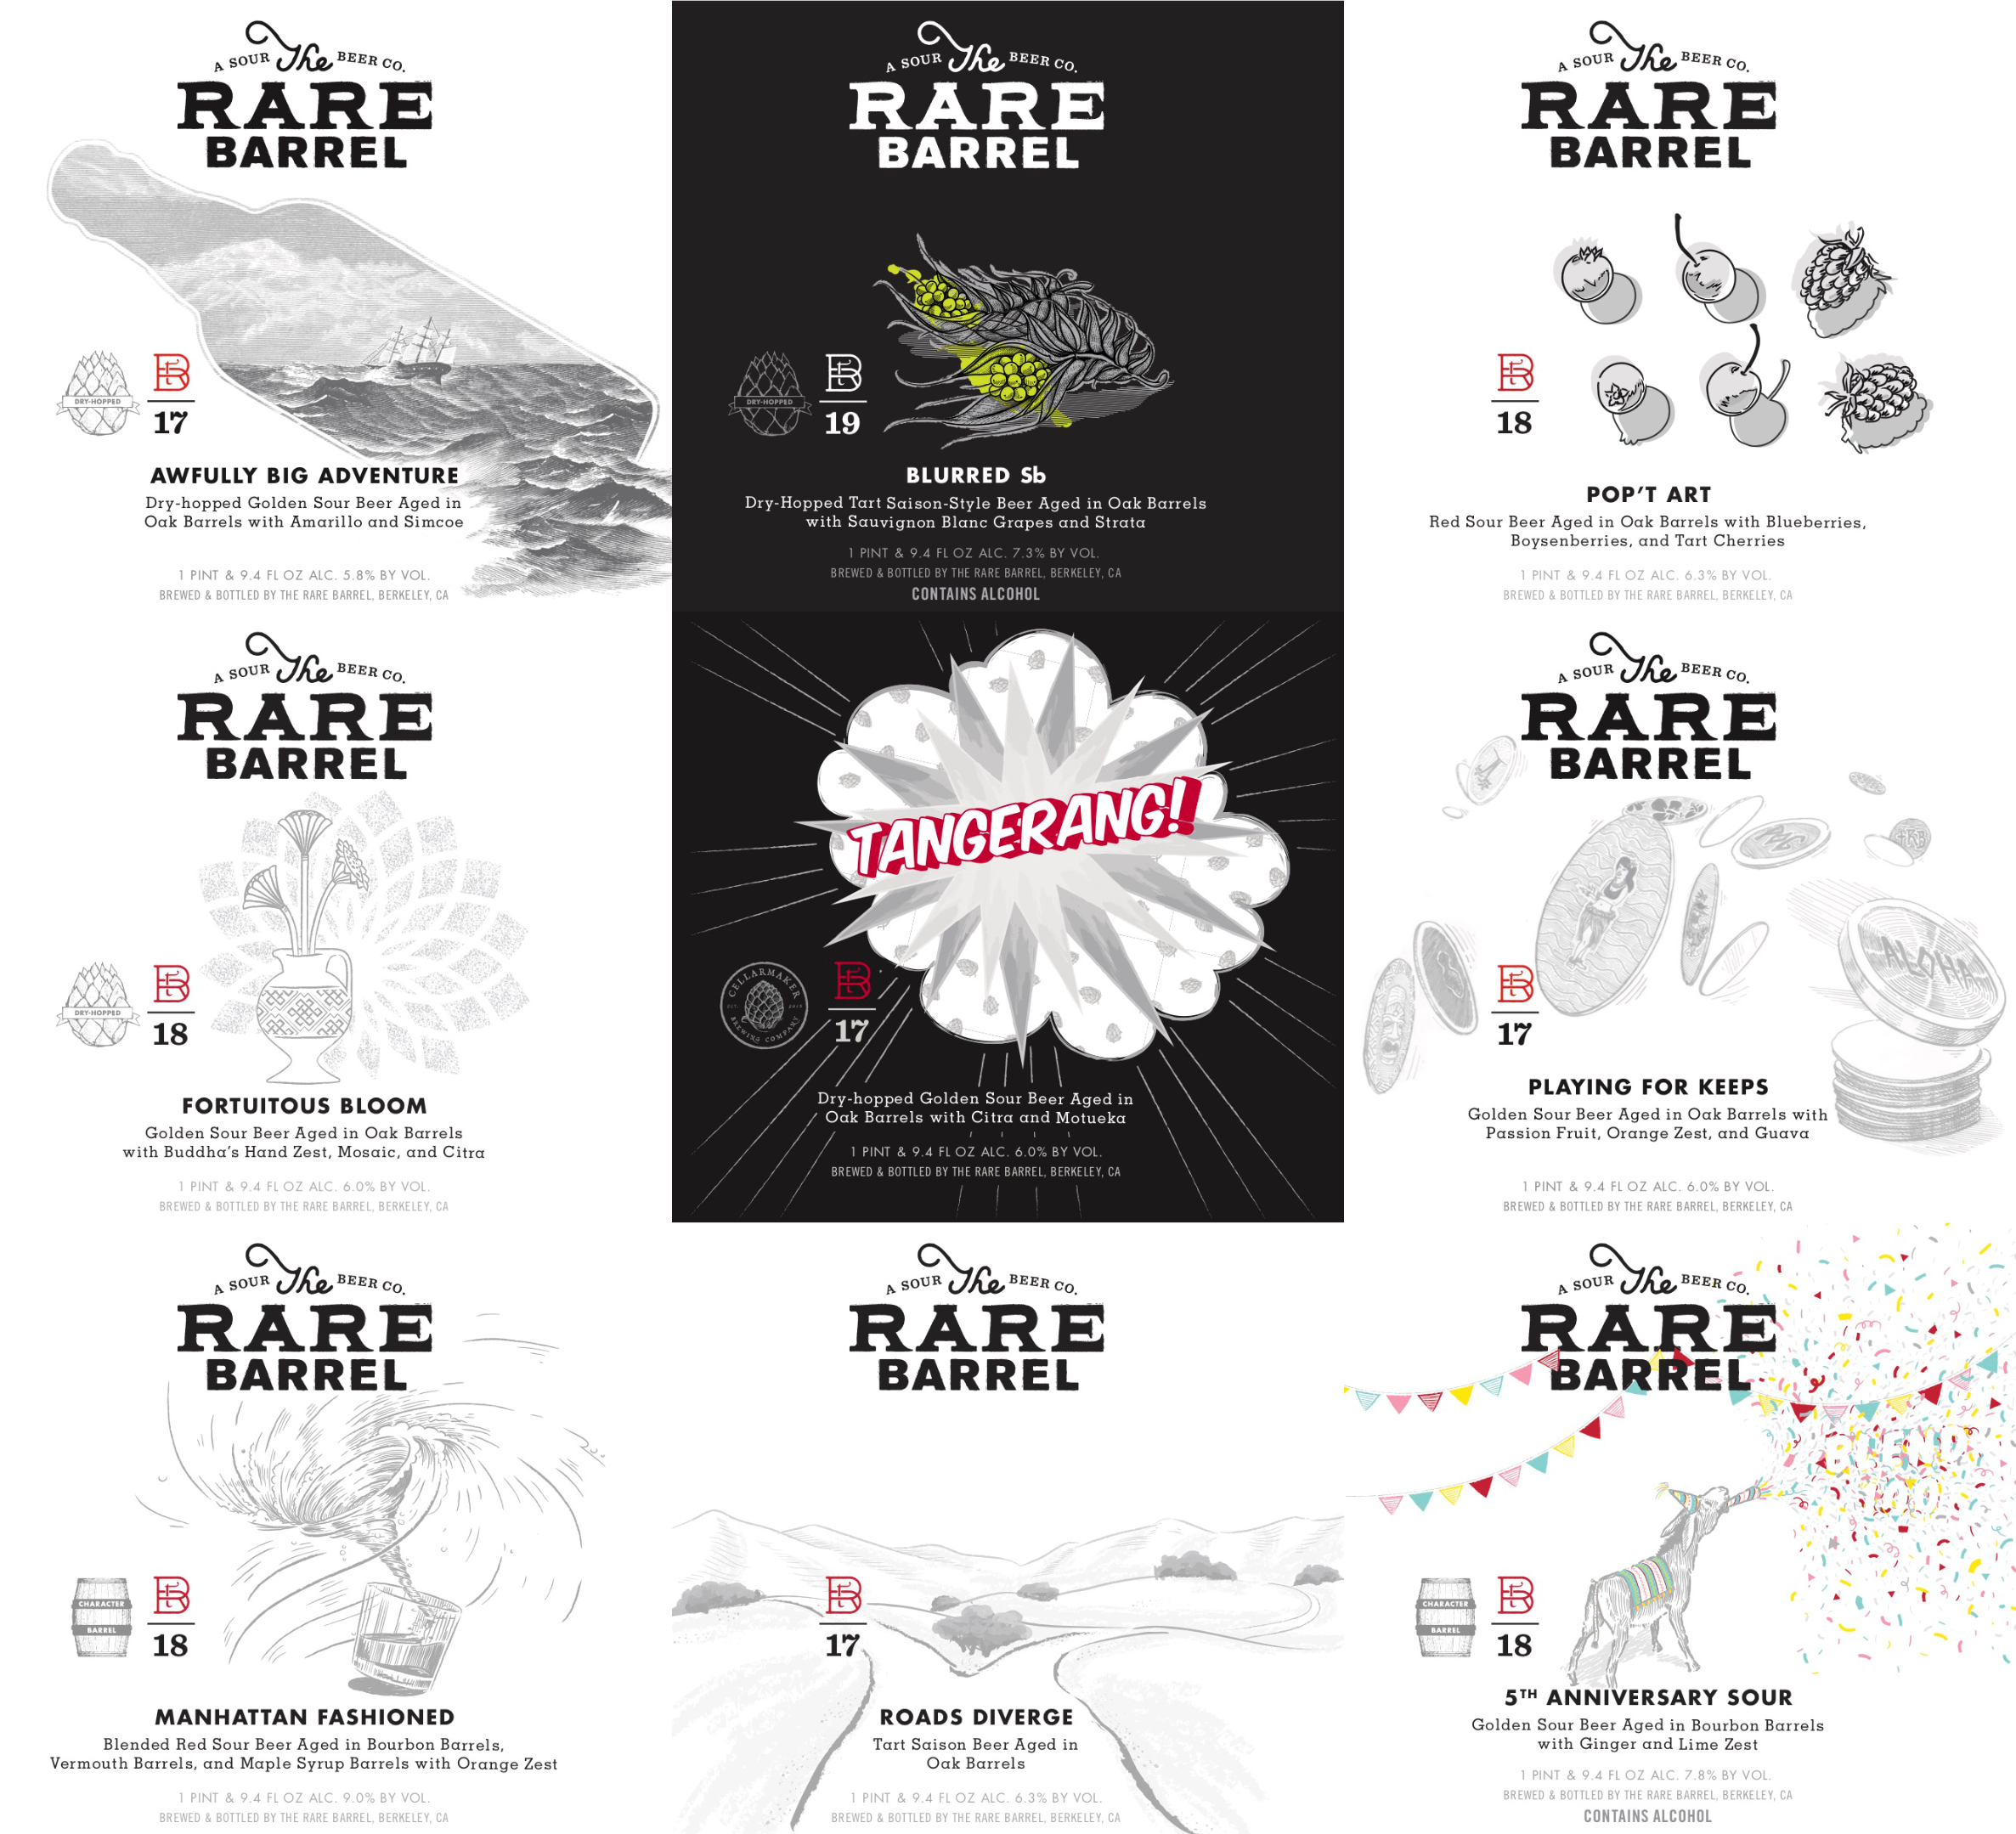 A SOUR The BEER CO.
RARE
BARREL
DRY-HOPPED
RB
17
AWFULLY BIG ADVENTURE
Dry-hopped Golden Sour Beer Aged in
Oak Barrels with Amarillo and Simcoe
1 PINT & 9.4 FL OZ ALC. 5.8% BY VOL.
BREWED & BOTTLED BY THE RARE BARREL, BERKELEY, CA
A SOUR The BEER CO.
RARE
BARREL
DRY-HOPPED
RB
19
BLURRED Sb
Dry-Hopped Tart Saison-Style Beer Aged in Oak Barrels
with Sauvignon Blanc Grapes and Strata
1 PINT & 9.4 FL OZ ALC. 7.3% BY VOL.
BREWED & BOTTLED BY THE RARE BARREL, BERKELEY, CA
CONTAINS ALCOHOL
A SOUR The BEER CO.
RARE
BARREL
RB
18
POP'T ART
Red Sour Beer Aged in Oak Barrels with Blueberries,
Boysenberries, and Tart Cherries
1 PINT & 9.4 FL OZ ALC. 6.3% BY VOL.
BREWED & BOTTLED BY THE RARE BARREL, BERKELEY, CA
A SOUR The BEER CO.
RARE
BARREL
DRY-HOPPED
RB
18
FORTUITOUS BLOOM
Golden Sour Beer Aged in Oak Barrels
with Buddha's Hand Zest, Mosaic, and Citra
1 PINT & 9.4 FL OZ ALC. 6.0% BY VOL.
BREWED & BOTTLED BY THE RARE BARREL, BERKELEY, CA
TANGERANG!
CELLARMAKER
BREWING COMPANY
RB
17
Dry-hopped Golden Sour Beer Aged in
Oak Barrels with Citra and Motueka
1 PINT & 9.4 FL OZ ALC. 6.0% BY VOL.
BREWED & BOTTLED BY THE RARE BARREL, BERKELEY, CA
A SOUR The BEER CO.
RARE
BARREL
TRB
ALOHA
RB
17
PLAYING FOR KEEPS
Golden Sour Beer Aged in Oak Barrels with
Passion Fruit, Orange Zest, and Guava
1 PINT & 9.4 FL OZ ALC. 6.0% BY VOL.
BREWED & BOTTLED BY THE RARE BARREL, BERKELEY, CA
A SOUR The BEER CO.
RARE
BARREL
CHARACTER
BARREL
RB
18
MANHATTAN FASHIONED
Blended Red Sour Beer Aged in Bourbon Barrels,
Vermouth Barrels, and Maple Syrup Barrels with Orange Zest
1 PINT & 9.4 FL OZ ALC. 9.0% BY VOL.
BREWED & BOTTLED BY THE RARE BARREL, BERKELEY, CA
A SOUR The BEER CO.
RARE
BARREL
RB
17
ROADS DIVERGE
Tart Saison Beer Aged in
Oak Barrels
1 PINT & 9.4 FL OZ ALC. 6.3% BY VOL.
BREWED & BOTTLED BY THE RARE BARREL, BERKELEY, CA
A SOUR The BEER CO.
RARE
BARREL
CHARACTER
BARREL
RB
18
5TH ANNIVERSARY SOUR
Golden Sour Beer Aged in Bourbon Barrels
with Ginger and Lime Zest
1 PINT & 9.4 FL OZ ALC. 7.8% BY VOL.
BREWED & BOTTLED BY THE RARE BARREL, BERKELEY, CA
CONTAINS ALCOHOL